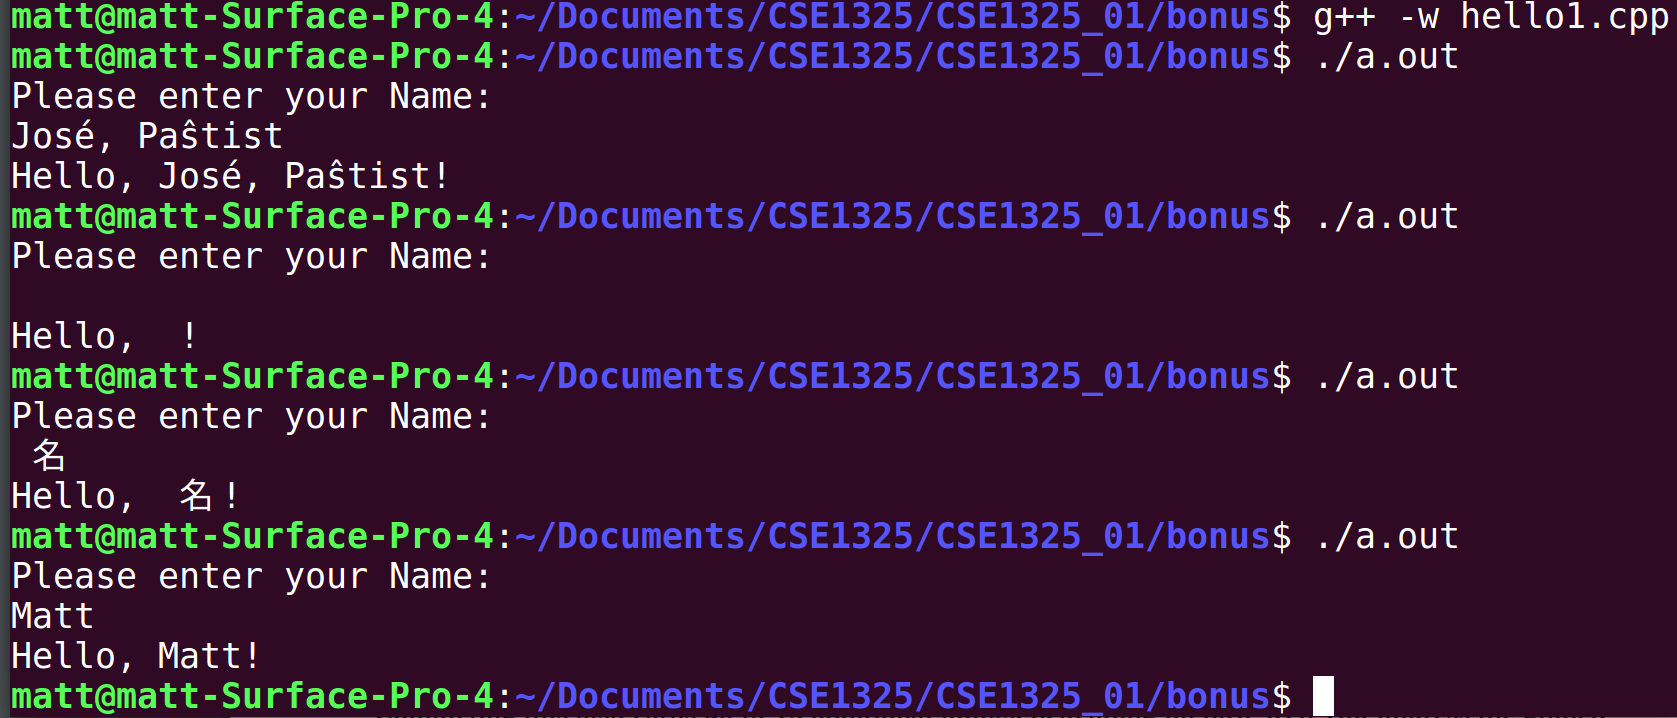 matt@matt-Surface-Pro-4:~/Documents/CSE1325/CSE1325_01/bonus$ g++ -w hello1.cpp
matt@matt-Surface-Pro-4:~/Documents/CSE1325/CSE1325_01/bonus$ ./a.out
Please enter your Name:
José, Paŝtist
Hello, José, Paŝtist!
matt@matt-Surface-Pro-4:~/Documents/CSE1325/CSE1325_01/bonus$ ./a.out
Please enter your Name:

Hello,  !
matt@matt-Surface-Pro-4:~/Documents/CSE1325/CSE1325_01/bonus$ ./a.out
Please enter your Name:
 名
Hello,  名!
matt@matt-Surface-Pro-4:~/Documents/CSE1325/CSE1325_01/bonus$ ./a.out
Please enter your Name:
Matt
Hello, Matt!
matt@matt-Surface-Pro-4:~/Documents/CSE1325/CSE1325_01/bonus$